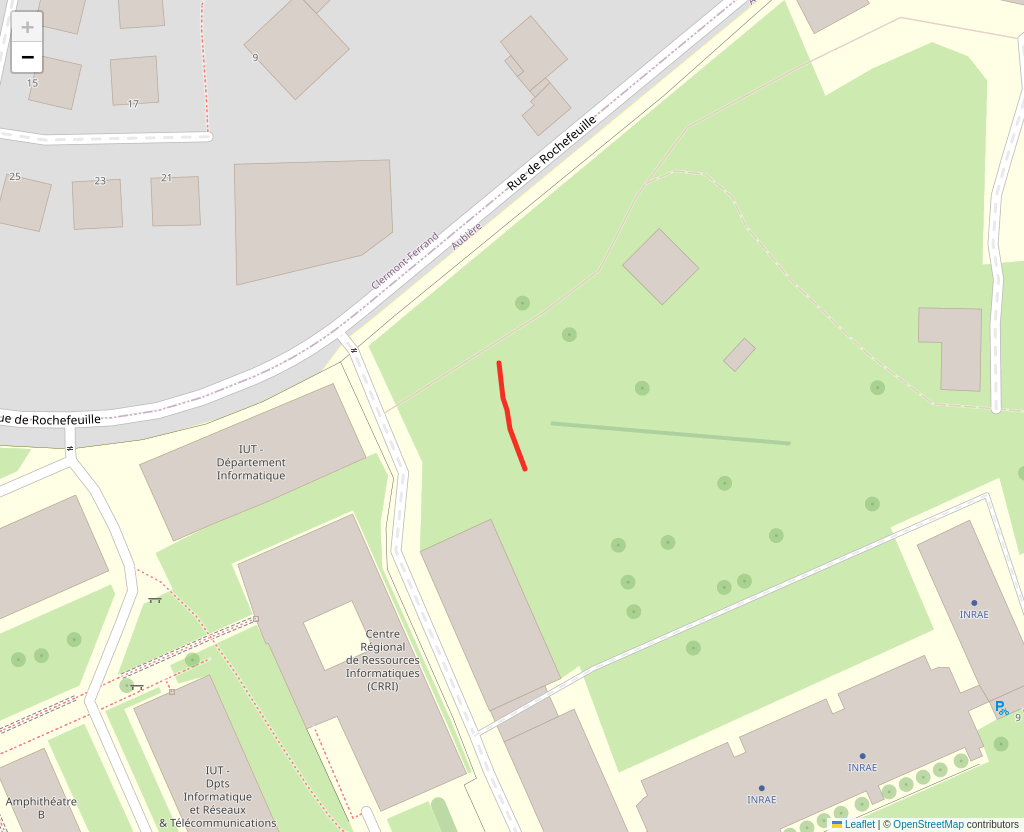 +
−
9
15
17
25
23
21
Rue de Rochefeuille
Clermont-Ferrand
Aubière
ue de Rochefeuille
IUT -
Département
Informatique
Centre
Régional
de Ressources
Informatiques
(CRRI)
INRAE
P
9
INRAE
INRAE
IUT -
Dpts
Informatique
et Réseaux
& Télécommunications
Amphithéatre
B
Leaflet | © OpenStreetMap contributors